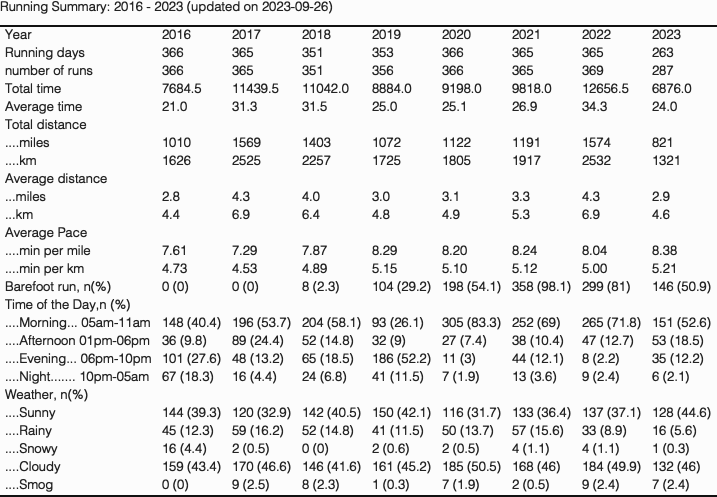 Running Summary: 2016 - 2023 (updated on 2023-09-26)
Year 2016 2017 2018 2019 2020 2021 2022 2023
Running days 366 365 351 353 366 365 365 263
number of runs 366 365 351 356 366 365 369 287
Total time 7684.5 11439.5 11042.0 8884.0 9198.0 9818.0 12656.5 6876.0
Average time 21.0 31.3 31.5 25.0 25.1 26.9 34.3 24.0
Total distance
....miles 1010 1569 1403 1072 1122 1191 1574 821
....km 1626 2525 2257 1725 1805 1917 2532 1321
Average distance
...miles 2.8 4.3 4.0 3.0 3.1 3.3 4.3 2.9
...km 4.4 6.9 6.4 4.8 4.9 5.3 6.9 4.6
Average Pace
....min per mile 7.61 7.29 7.87 8.29 8.20 8.24 8.04 8.38
....min per km 4.73 4.53 4.89 5.15 5.10 5.12 5.00 5.21
Barefoot run, n(%) 0 (0) 0 (0) 8 (2.3) 104 (29.2) 198 (54.1) 358 (98.1) 299 (81) 146 (50.9)
Time of the Day,n (%)
....Morning... 05am-11am 148 (40.4) 196 (53.7) 204 (58.1) 93 (26.1) 305 (83.3) 252 (69) 265 (71.8) 151 (52.6)
....Afternoon 01pm-06pm 36 (9.8) 89 (24.4) 52 (14.8) 32 (9) 27 (7.4) 38 (10.4) 47 (12.7) 53 (18.5)
....Evening... 06pm-10pm 101 (27.6) 48 (13.2) 65 (18.5) 186 (52.2) 11 (3) 44 (12.1) 8 (2.2) 35 (12.2)
....Night....... 10pm-05am 67 (18.3) 16 (4.4) 24 (6.8) 41 (11.5) 7 (1.9) 13 (3.6) 9 (2.4) 6 (2.1)
Weather, n(%)
....Sunny 144 (39.3) 120 (32.9) 142 (40.5) 150 (42.1) 116 (31.7) 133 (36.4) 137 (37.1) 128 (44.6)
....Rainy 45 (12.3) 59 (16.2) 52 (14.8) 41 (11.5) 50 (13.7) 57 (15.6) 33 (8.9) 16 (5.6)
....Snowy 16 (4.4) 2 (0.5) 0 (0) 2 (0.6) 2 (0.5) 4 (1.1) 4 (1.1) 1 (0.3)
....Cloudy 159 (43.4) 170 (46.6) 146 (41.6) 161 (45.2) 185 (50.5) 168 (46) 184 (49.9) 132 (46)
....Smog 0 (0) 9 (2.5) 8 (2.3) 1 (0.3) 7 (1.9) 2 (0.5) 9 (2.4) 7 (2.4)